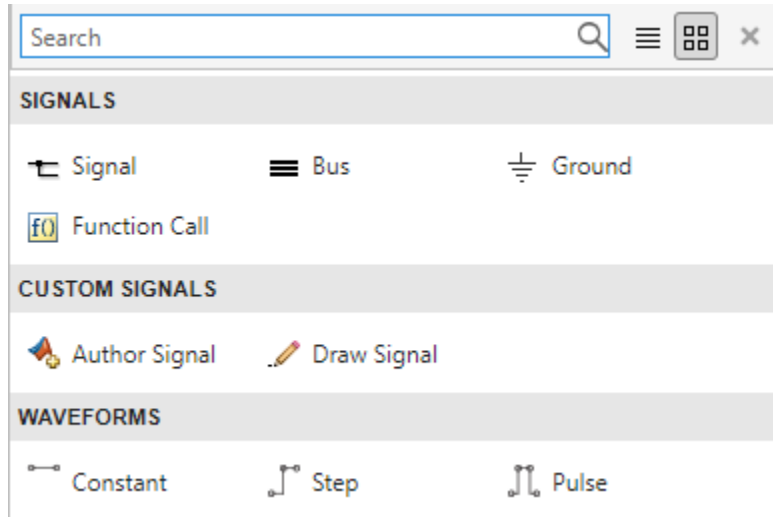 Search
SIGNALS
Signal Bus Ground
f() Function Call
CUSTOM SIGNALS
Author Signal Draw Signal
WAVEFORMS
Constant Step Pulse